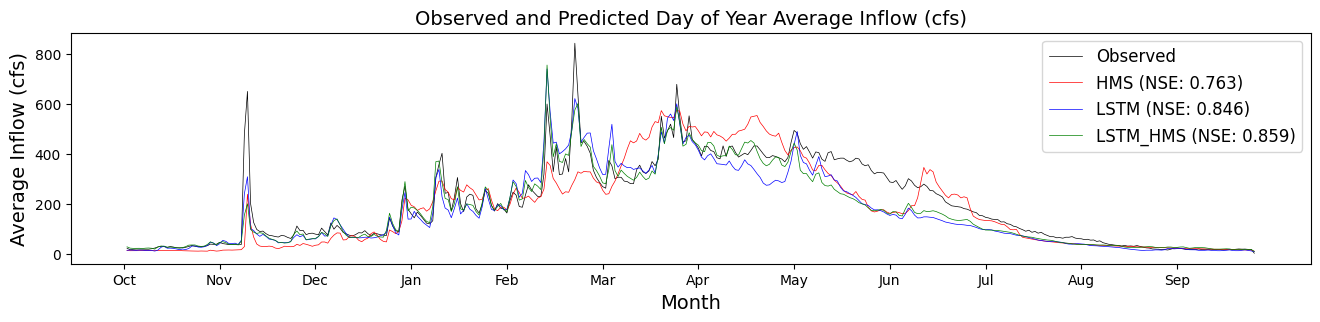 Observed and Predicted Day of Year Average Inflow (cfs)
Average Inflow (cfs)
800
600
400
200
0
Observed
HMS (NSE: 0.763)
LSTM (NSE: 0.846)
LSTM_HMS (NSE: 0.859)
Oct Nov Dec Jan Feb Mar Apr May Jun Jul Aug Sep
Month